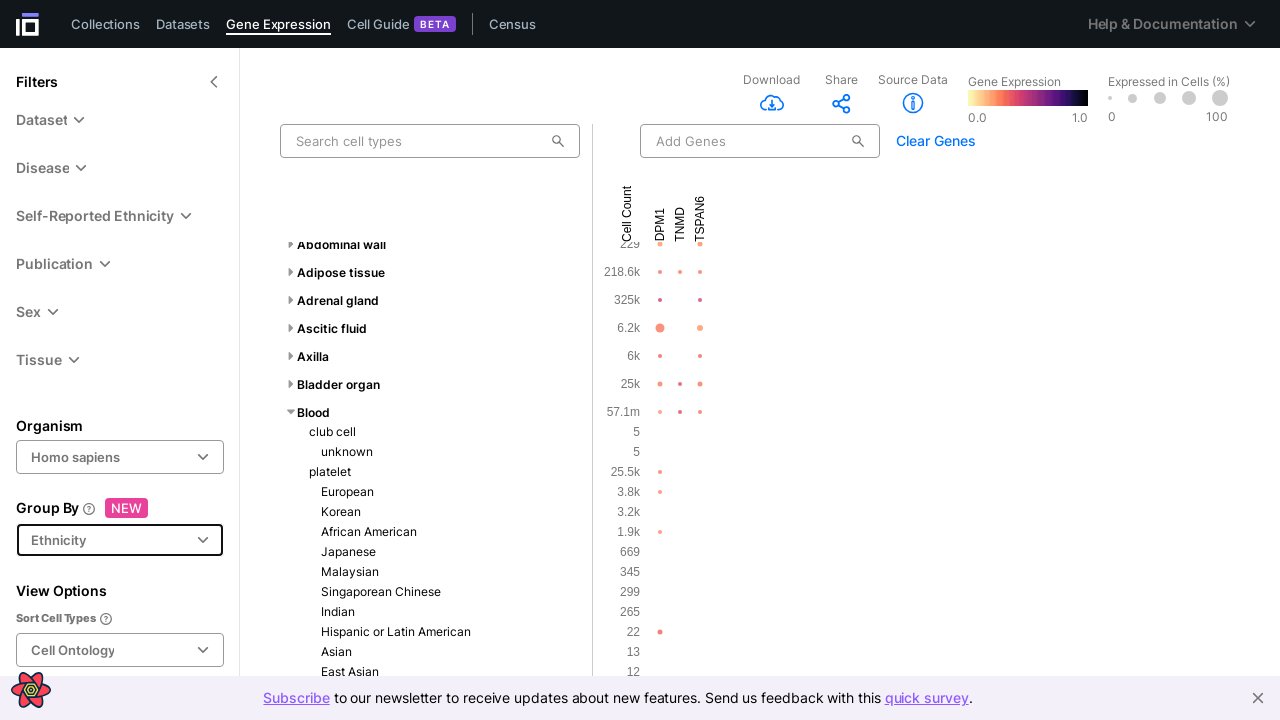 Collections Datasets Gene Expression Cell Guide BETA Census Help & Documentation
Filters
Dataset
Disease
Self-Reported Ethnicity
Publication
Sex
Tissue
Organism
Homo sapiens
Group By NEW
Ethnicity
View Options
Sort Cell Types
Cell Ontology
Download Share Source Data
Gene Expression
0.0 1.0
Expressed in Cells (%)
0 100
Search cell types
Add Genes
Clear Genes
Cell Count DPM1 TNMD TSPAN6
Abdominal wall 229
Adipose tissue 218.6k
Adrenal gland 325k
Ascitic fluid 6.2k
Axilla 6k
Bladder organ 25k
Blood 57.1m
club cell 5
unknown 5
platelet 25.5k
European 3.8k
Korean 3.2k
African American 1.9k
Japanese 669
Malaysian 345
Singaporean Chinese 299
Indian 265
Hispanic or Latin American 22
Asian 13
East Asian 12
Subscribe to our newsletter to receive updates about new features. Send us feedback with this quick survey.